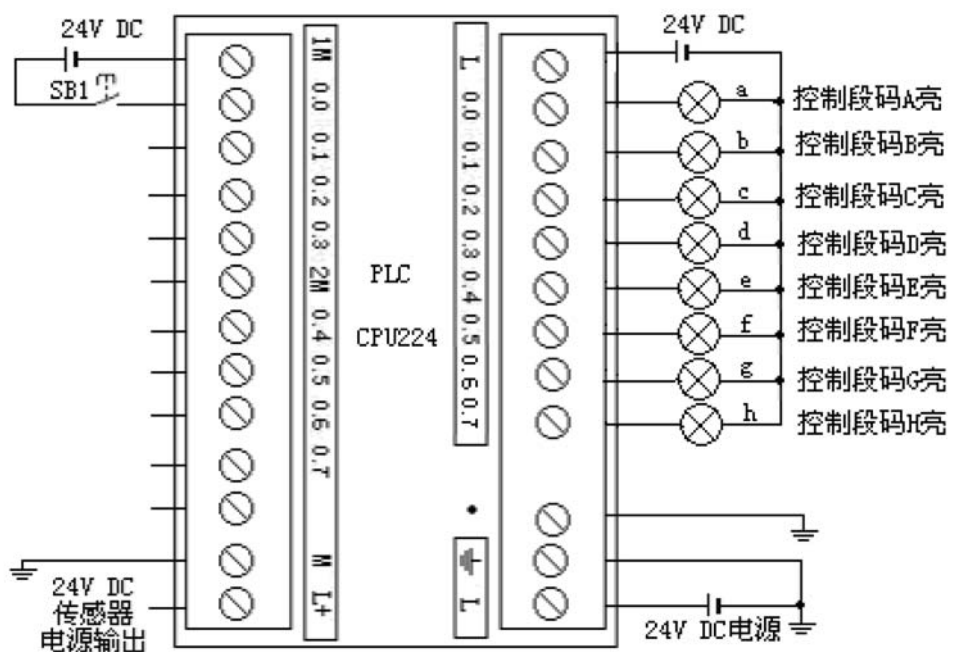 24V DC
SB1
1M 0.0 0.1 0.2 0.3 2M 0.4 0.5 0.6 0.7
M L+
24V DC
传感器
电源输出
PLC
CPU224
L 0.0 0.1 0.2 0.3 0.4 0.5 0.6 0.7
L
24V DC
a 控制段码A亮
b 控制段码B亮
c 控制段码C亮
d 控制段码D亮
e 控制段码E亮
f 控制段码F亮
g 控制段码G亮
h 控制段码H亮
24V DC电源